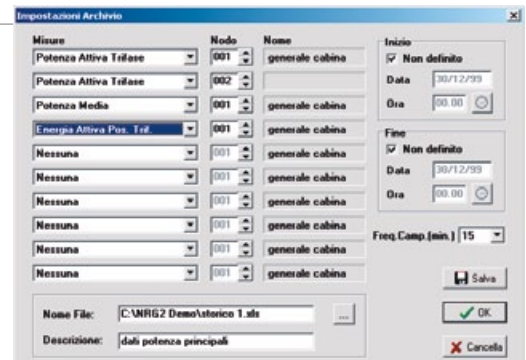 Impostazioni Archivio
Misure Nodo Nome
Potenza Attiva Trifase 001 generale cabina
Potenza Attiva Trifase 002
Potenza Media 001 generale cabina
Energia Attiva Pos. Trif. 001 generale cabina
Nessuna 001 generale cabina
Nessuna 001 generale cabina
Nessuna 001 generale cabina
Nessuna 001 generale cabina
Nessuna 001 generale cabina
Nessuna 001 generale cabina
Inizio
Non definito
Data 30/12/99
Ora 00.00
Fine
Non definito
Data 30/12/99
Ora 00.00
Freq.Camp.(min.) 15
Nome File: C:\NRG2 Demo\storico 1.xls ...
Descrizione: dati potenza principali
Salva
OK
Cancella